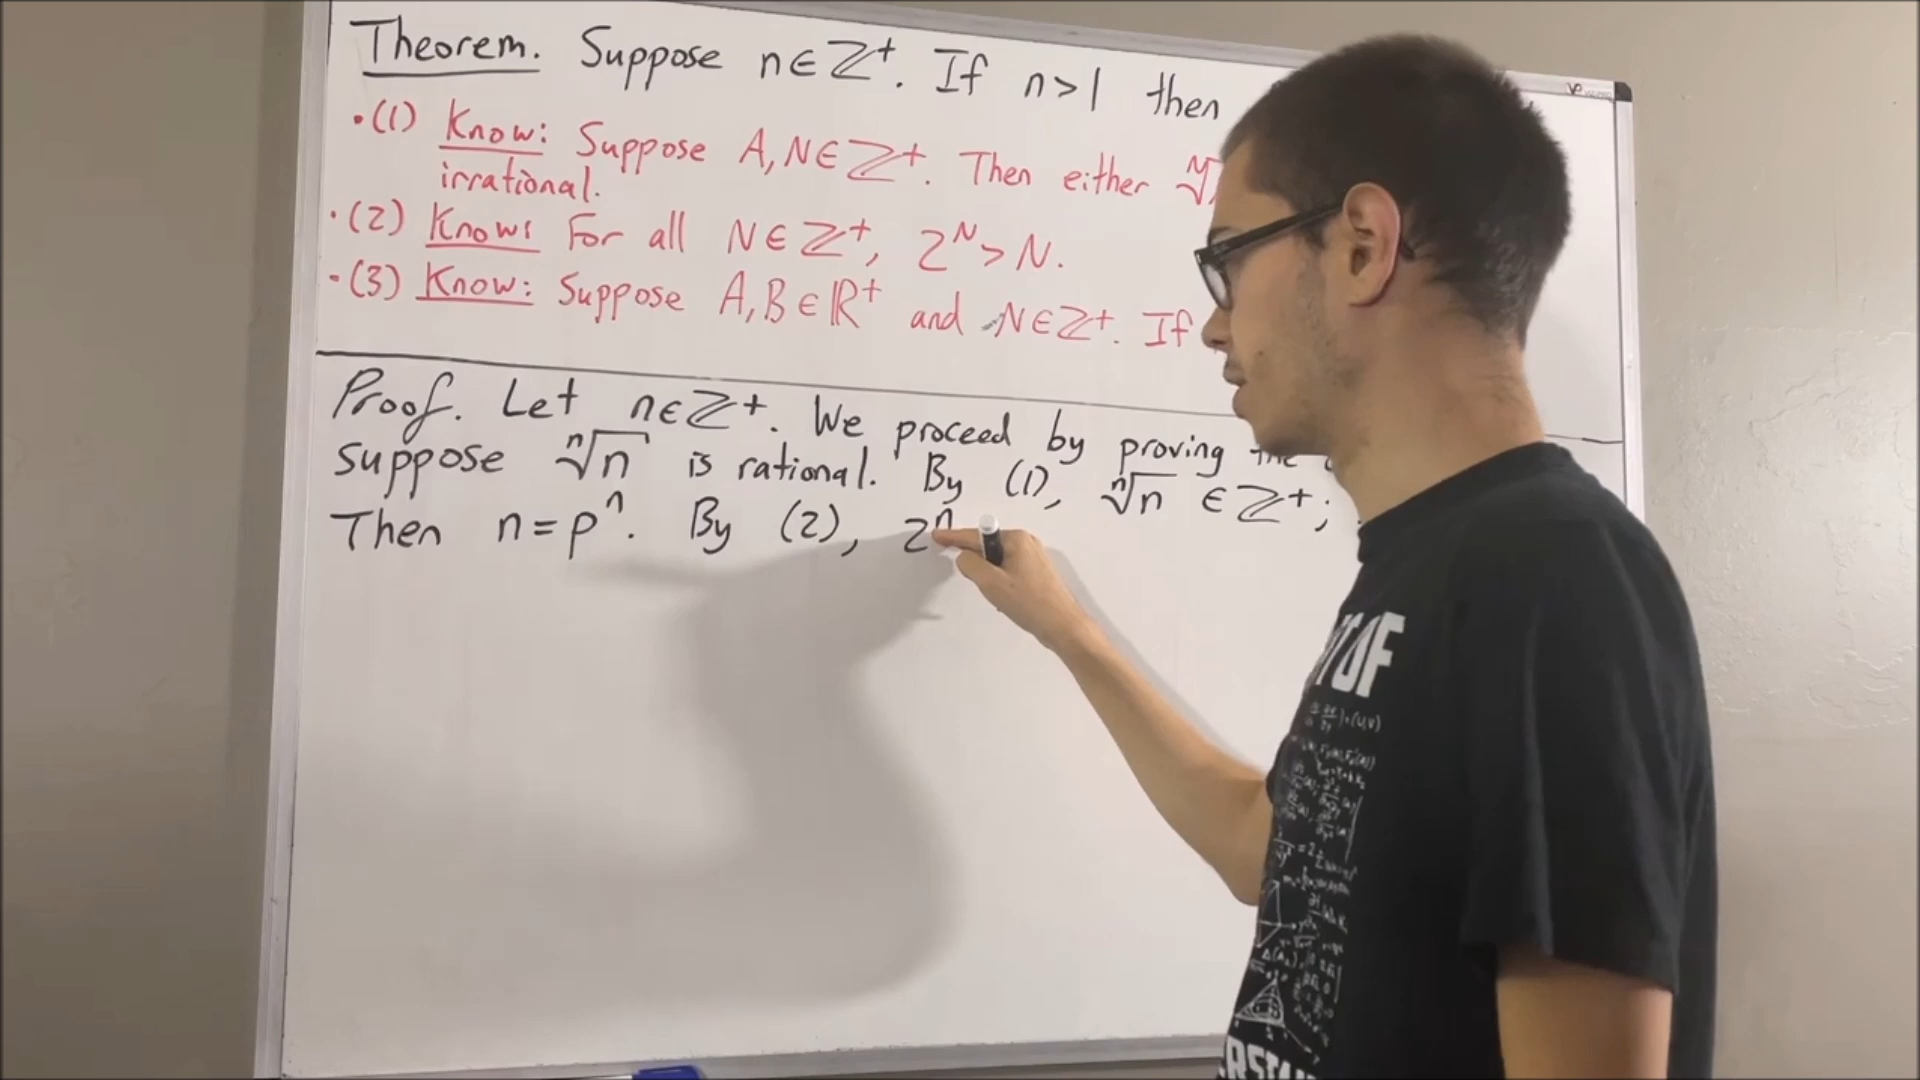 Theorem. Suppose n∈ℤ⁺. If n>1 then
•(1) Know: Suppose A,N∈ℤ⁺. Then either
irrational.
•(2) Know: For all N∈ℤ⁺, 2ᴺ>N.
•(3) Know: Suppose A,B∈ℝ⁺ and N∈ℤ⁺. If
Proof. Let n∈ℤ⁺. We proceed by proving the
suppose ⁿ√n is rational. By (1), ⁿ√n ∈ℤ⁺;
Then n=pⁿ. By (2), 2ⁿ